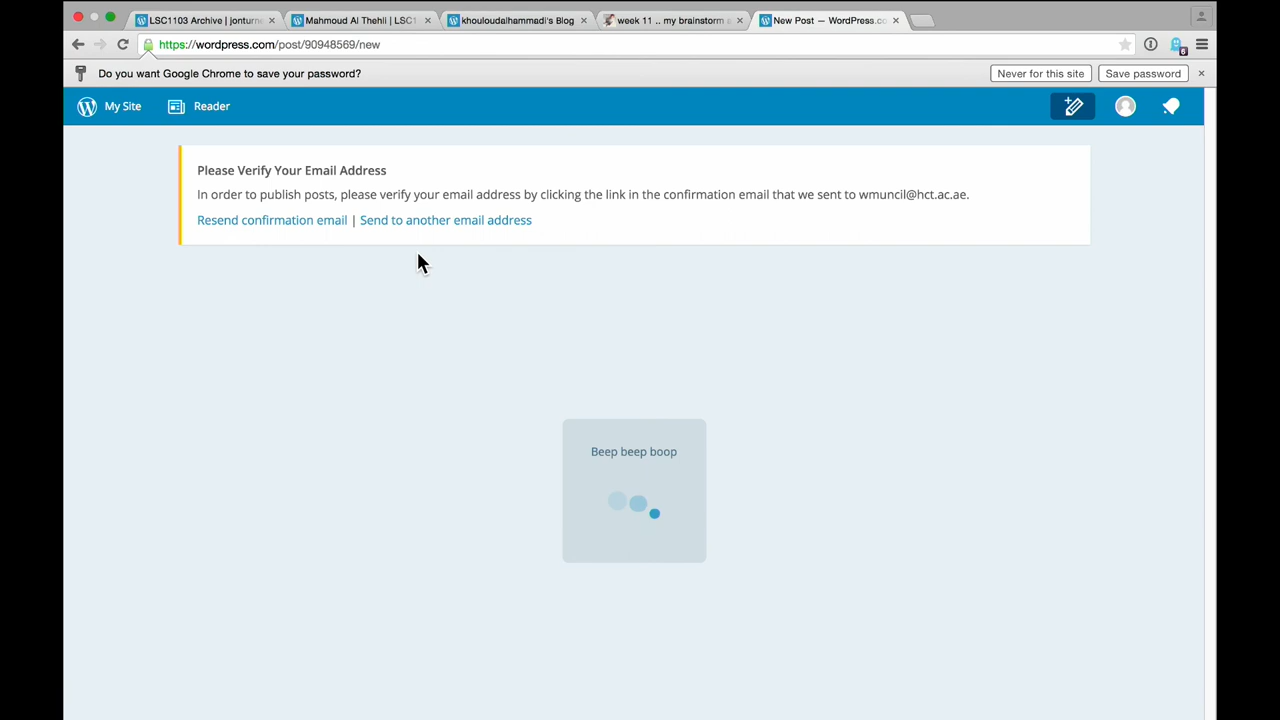 LSC1103 Archive | jonturne
Mahmoud Al Thehli | LSC1
khouloudalhammadi's Blog
week 11 .. my brainstorm a
New Post — WordPress.co
https://wordpress.com/post/90948569/new
6
Do you want Google Chrome to save your password?
Never for this site
Save password
My Site
Reader
Please Verify Your Email Address
In order to publish posts, please verify your email address by clicking the link in the confirmation email that we sent to wmuncil@hct.ac.ae.
Resend confirmation email | Send to another email address
Beep beep boop